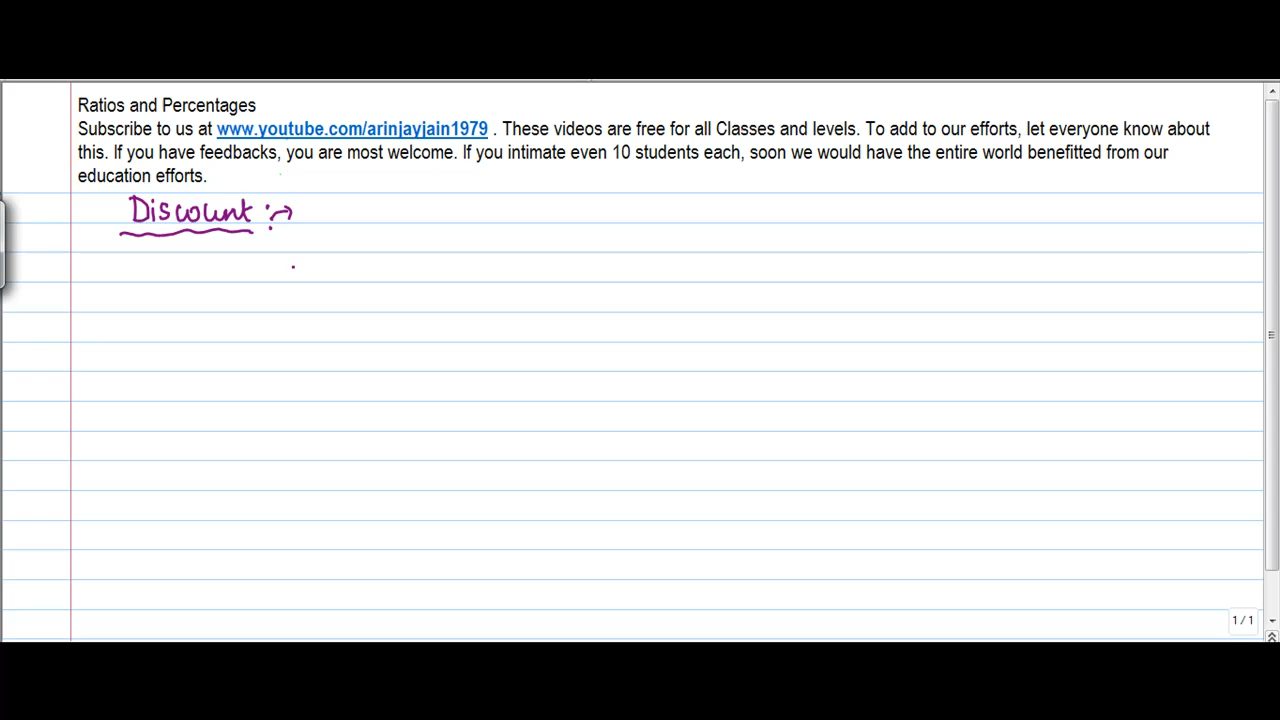 Ratios and Percentages
Subscribe to us at www.youtube.com/arinjayjain1979 . These videos are free for all Classes and levels. To add to our efforts, let everyone know about
this. If you have feedbacks, you are most welcome. If you intimate even 10 students each, soon we would have the entire world benefitted from our
education efforts.
Discount :→
1 / 1